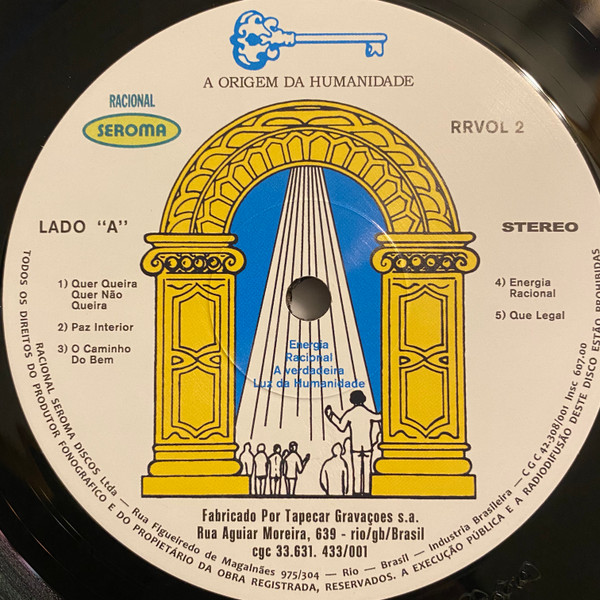 A ORIGEM DA HUMANIDADE
RACIONAL
SEROMA
RRVOL 2
LADO "A"
STEREO
1) Quer Queira
Quer Não
Queira
2) Paz Interior
3) O Caminho
Do Bem
4) Energia
Racional
5) Que Legal
Energia
Racional
A verdadeira
Luz da Humanidade
Fabricado Por Tapecar Gravaçoes s.a.
Rua Aguiar Moreira, 639 - rio/gb/Brasil
cgc 33.631. 433/001
RACIONAL SEROMA DISCOS Ltda — Rua Figueiredo de Magalhães 975/304 — Rio — Brasil — Industria Brasileira — C G C 42.308/001 Insc 607.00
TODOS OS DIREITOS DO PRODUTOR FONOGRAFICO E DO PROPIETÁRIO DA OBRA REGISTRADA, RESERVADOS. A EXECUÇÃO PÚBLICA E A RADIODIFUSÃO DESTE DISCO ESTÃO PROHIBIDAS